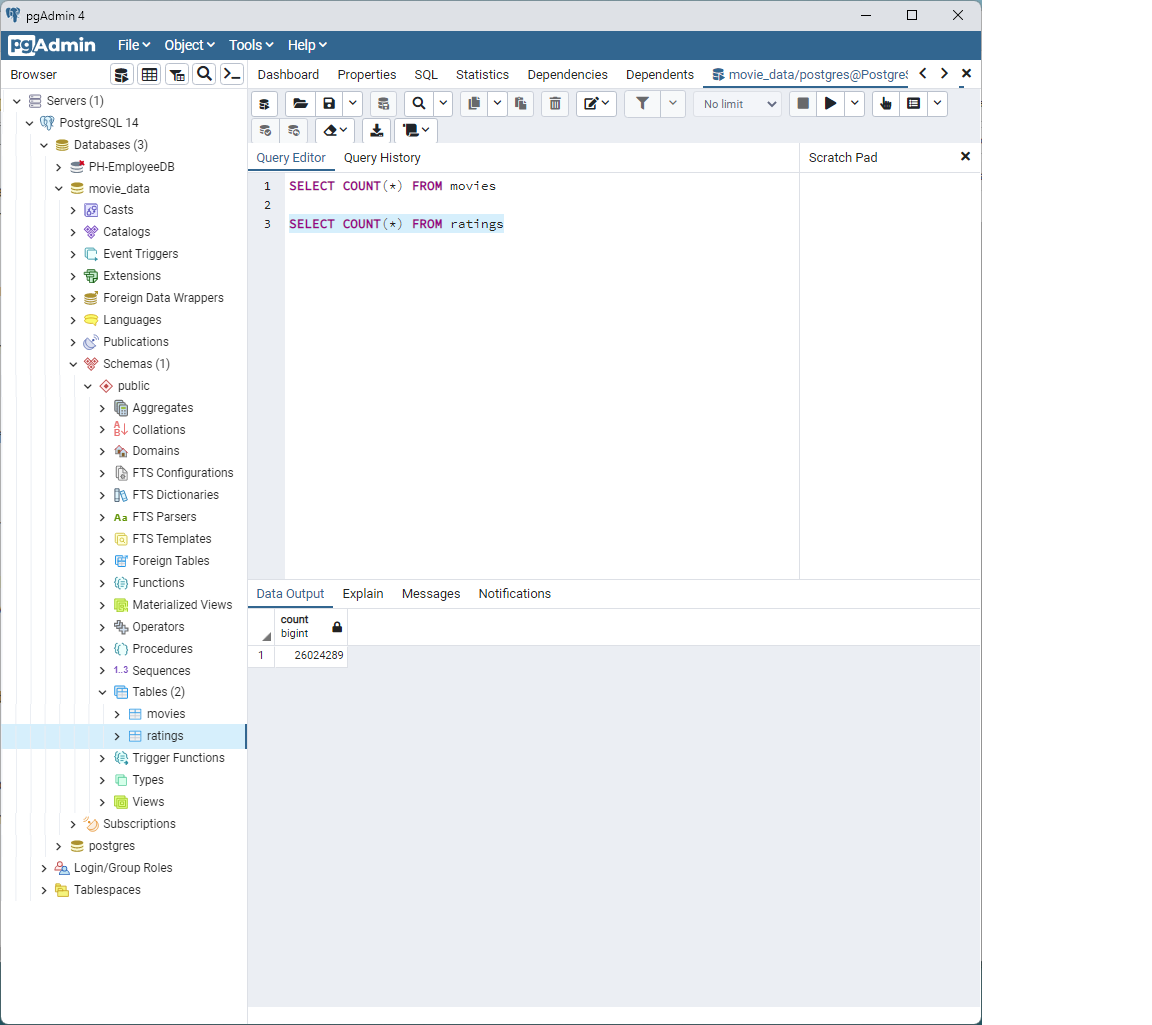 pgAdmin 4
pgAdmin File Object Tools Help
Browser
Dashboard Properties SQL Statistics Dependencies Dependents movie_data/postgres@PostgreS
Servers (1)
PostgreSQL 14
Databases (3)
PH-EmployeeDB
movie_data
Casts
Catalogs
Event Triggers
Extensions
Foreign Data Wrappers
Languages
Publications
Schemas (1)
public
Aggregates
Collations
Domains
FTS Configurations
FTS Dictionaries
Aa FTS Parsers
FTS Templates
Foreign Tables
Functions
Materialized Views
Operators
Procedures
1..3 Sequences
Tables (2)
movies
ratings
Trigger Functions
Types
Views
Subscriptions
postgres
Login/Group Roles
Tablespaces
No limit
Query Editor Query History
Scratch Pad
1 SELECT COUNT(*) FROM movies
2
3 SELECT COUNT(*) FROM ratings
Data Output Explain Messages Notifications
count
bigint
1 26024289